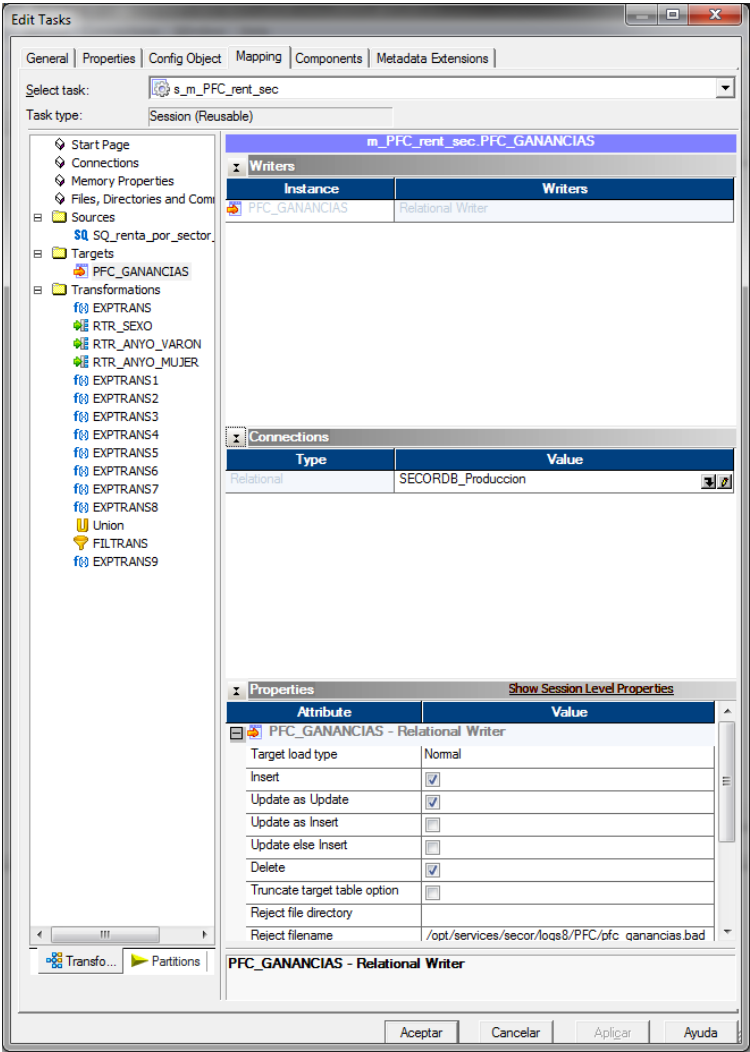 Edit Tasks
General Properties Config Object Mapping Components Metadata Extensions
Select task: s_m_PFC_rent_sec
Task type: Session (Reusable)
Start Page
Connections
Memory Properties
Files, Directories and Com
Sources
SQ SQ_renta_por_sector_
Targets
PFC_GANANCIAS
Transformations
f(x) EXPTRANS
RTR_SEXO
RTR_ANYO_VARON
RTR_ANYO_MUJER
f(x) EXPTRANS1
f(x) EXPTRANS2
f(x) EXPTRANS3
f(x) EXPTRANS4
f(x) EXPTRANS5
f(x) EXPTRANS6
f(x) EXPTRANS7
f(x) EXPTRANS8
Union
FILTRANS
f(x) EXPTRANS9
Transfo... Partitions
m_PFC_rent_sec.PFC_GANANCIAS
Writers
Instance Writers
PFC_GANANCIAS Relational Writer
Connections
Type Value
Relational SECORDB_Produccion
Properties Show Session Level Properties
Attribute Value
PFC_GANANCIAS - Relational Writer
Target load type Normal
Insert
Update as Update
Update as Insert
Update else Insert
Delete
Truncate target table option
Reject file directory
Reject filename /opt/services/secor/logs8/PFC/pfc_ganancias.bad
PFC_GANANCIAS - Relational Writer
Aceptar Cancelar Aplicar Ayuda